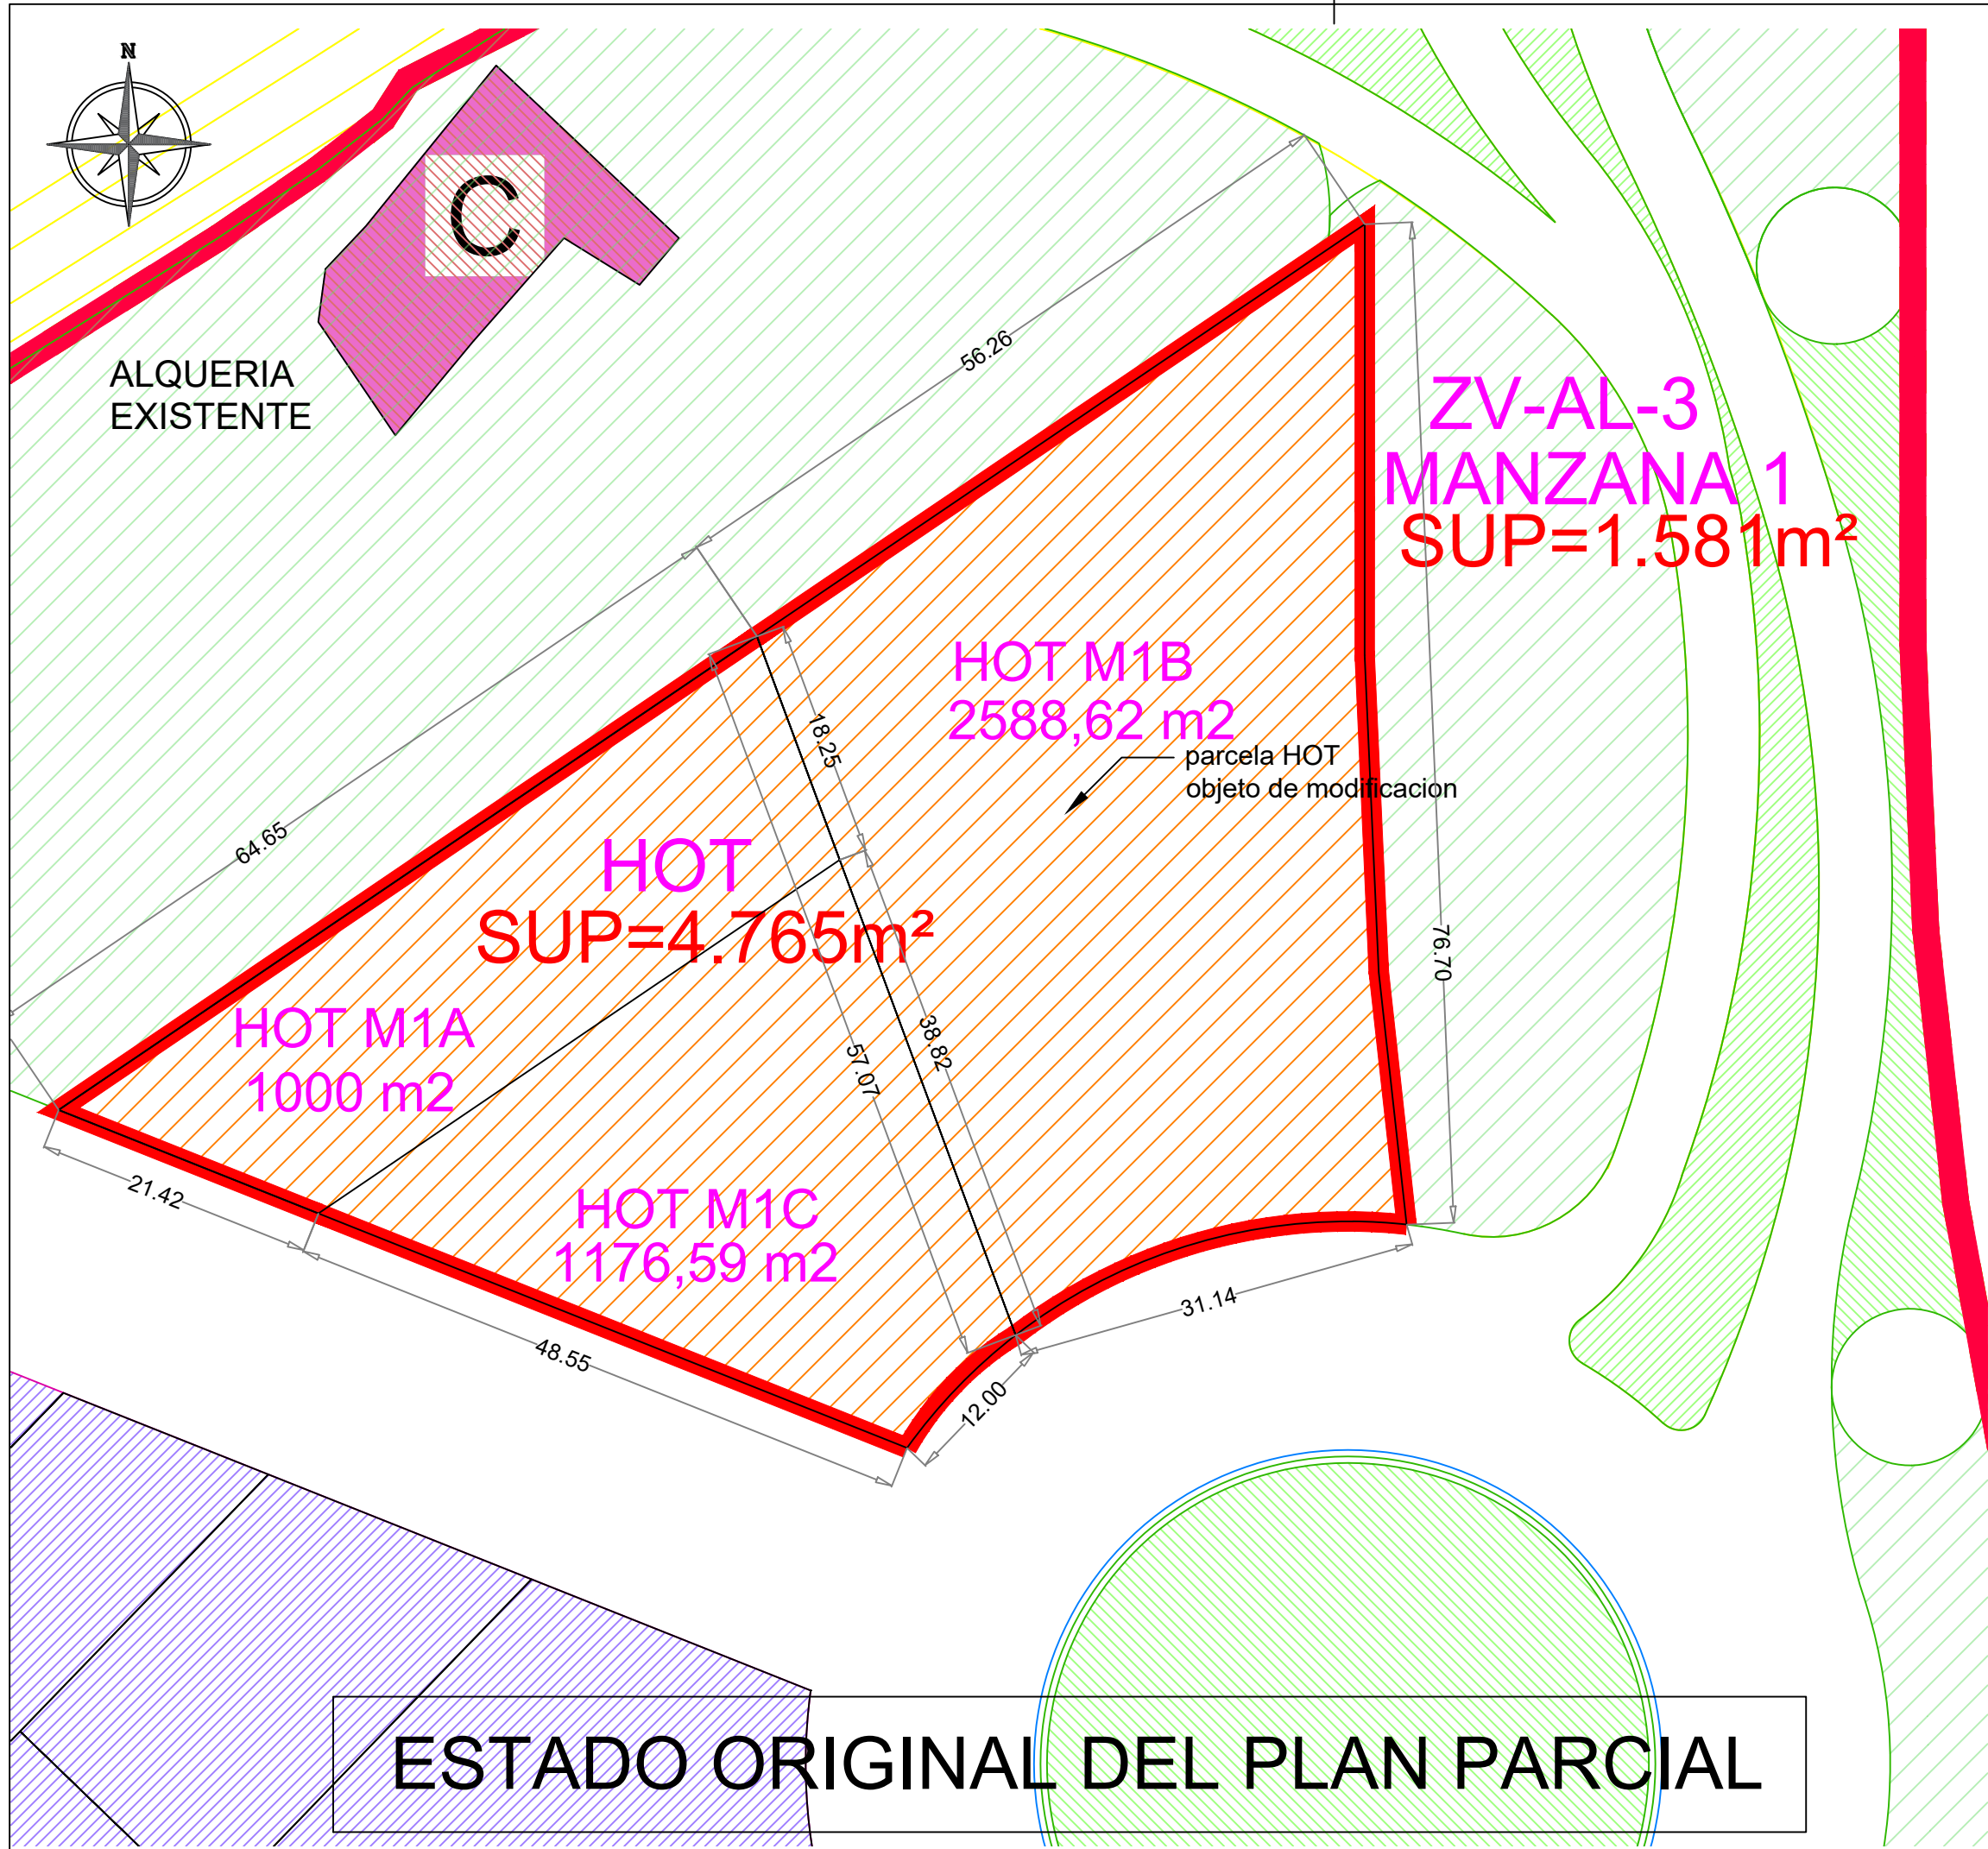 N
C
ALQUERIA
EXISTENTE
56.26
ZV-AL-3
MANZANA 1
SUP=1.581m²
HOT M1B
2588,62 m2
18.25
parcela HOT
objeto de modificacion
64.65
HOT
SUP=4.765m²
76.70
HOT M1A
1000 m2
38.82
57.07
21.42
HOT M1C
1176,59 m2
31.14
48.55
12.00
ESTADO ORIGINAL DEL PLAN PARCIAL